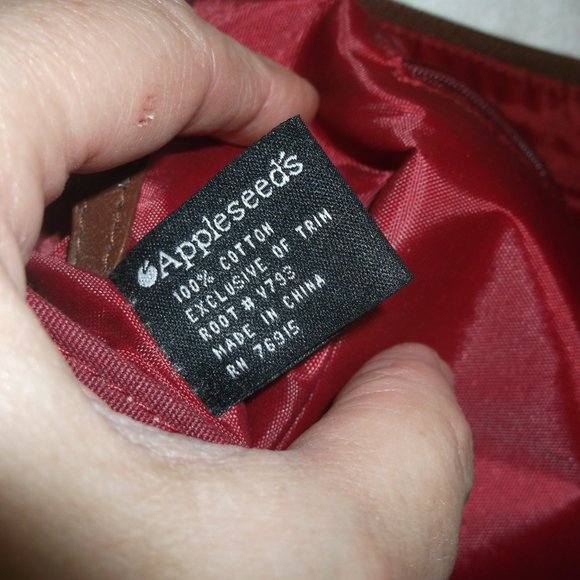 Appleseed's
100% COTTON
EXCLUSIVE OF TRIM
ROOT # V793
MADE IN CHINA
RN 76915